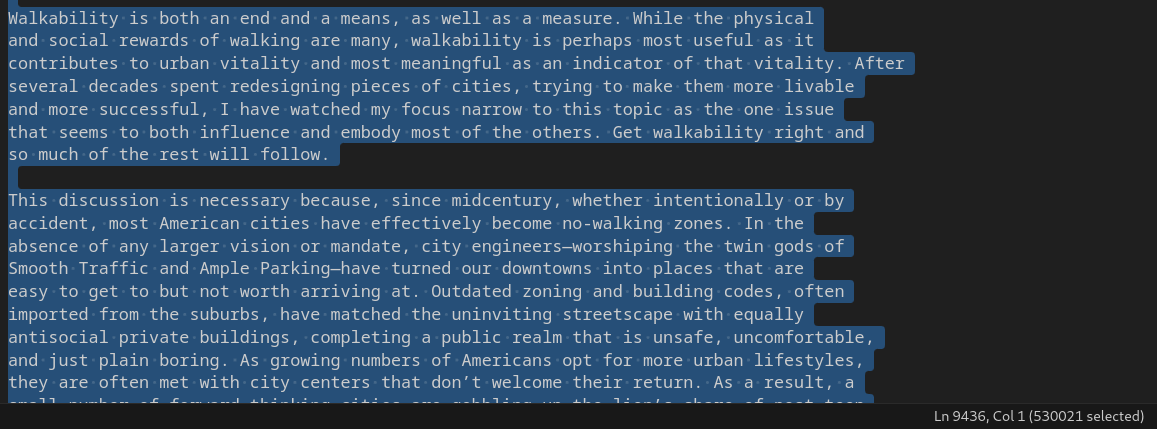 Walkability is both an end and a means, as well as a measure. While the physical
and social rewards of walking are many, walkability is perhaps most useful as it
contributes to urban vitality and most meaningful as an indicator of that vitality. After
several decades spent redesigning pieces of cities, trying to make them more livable
and more successful, I have watched my focus narrow to this topic as the one issue
that seems to both influence and embody most of the others. Get walkability right and
so much of the rest will follow.
This discussion is necessary because, since midcentury, whether intentionally or by
accident, most American cities have effectively become no-walking zones. In the
absence of any larger vision or mandate, city engineers—worshiping the twin gods of
Smooth Traffic and Ample Parking—have turned our downtowns into places that are
easy to get to but not worth arriving at. Outdated zoning and building codes, often
imported from the suburbs, have matched the uninviting streetscape with equally
antisocial private buildings, completing a public realm that is unsafe, uncomfortable,
and just plain boring. As growing numbers of Americans opt for more urban lifestyles,
they are often met with city centers that don’t welcome their return. As a result, a
Ln 9436, Col 1 (530021 selected)